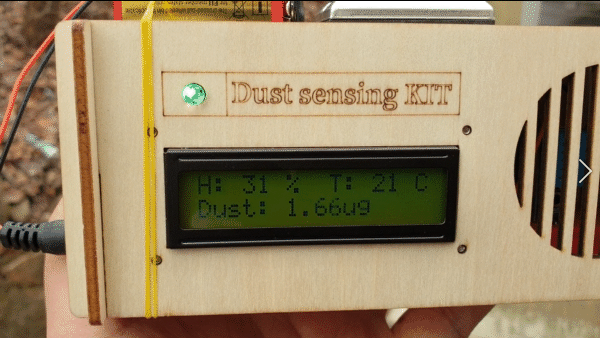 Dust sensing KIT
H: 31 % T: 21 C
Dust: 1.66ug